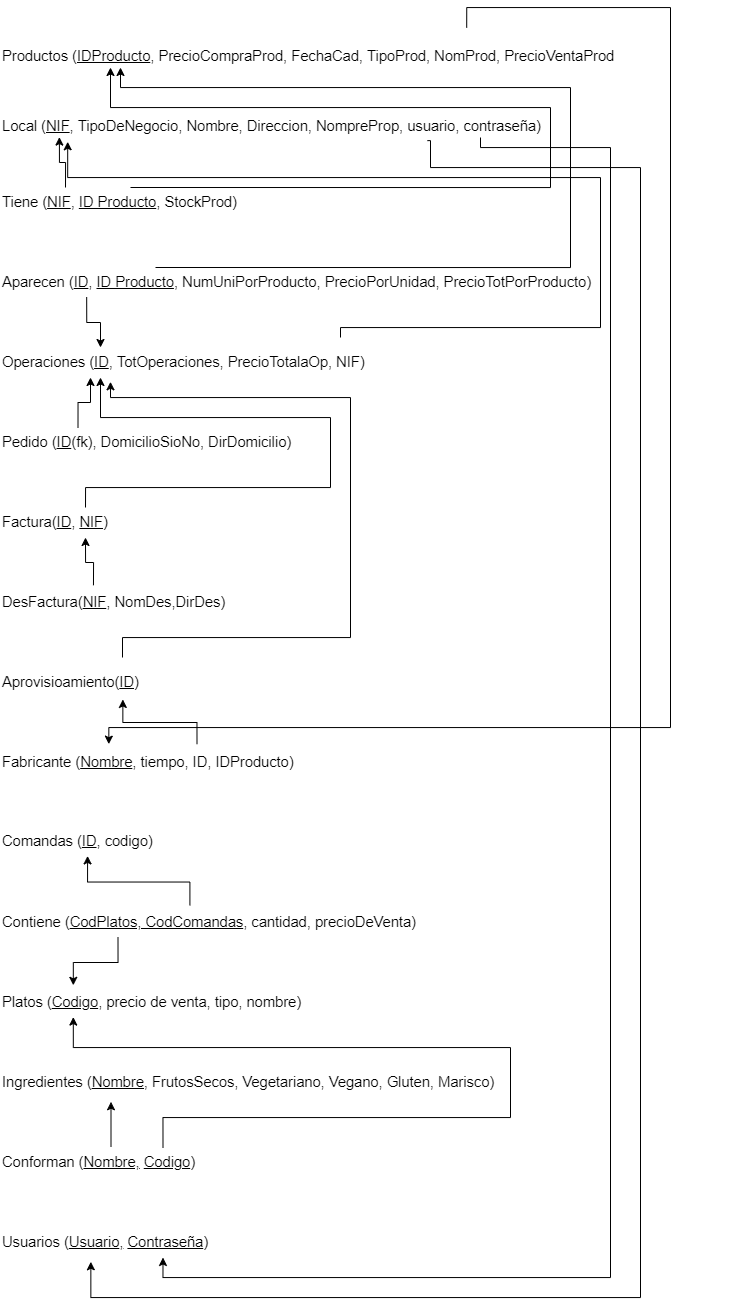 Productos (IDProducto, PrecioCompraProd, FechaCad, TipoProd, NomProd, PrecioVentaProd
Local (NIF, TipoDeNegocio, Nombre, Direccion, NompreProp, usuario, contraseña)
Tiene (NIF, ID Producto, StockProd)
Aparecen (ID, ID Producto, NumUniPorProducto, PrecioPorUnidad, PrecioTotPorProducto)
Operaciones (ID, TotOperaciones, PrecioTotalaOp, NIF)
Pedido (ID(fk), DomicilioSioNo, DirDomicilio)
Factura(ID, NIF)
DesFactura(NIF, NomDes,DirDes)
Aprovisioamiento(ID)
Fabricante (Nombre, tiempo, ID, IDProducto)
Comandas (ID, codigo)
Contiene (CodPlatos, CodComandas, cantidad, precioDeVenta)
Platos (Codigo, precio de venta, tipo, nombre)
Ingredientes (Nombre, FrutosSecos, Vegetariano, Vegano, Gluten, Marisco)
Conforman (Nombre, Codigo)
Usuarios (Usuario, Contraseña)